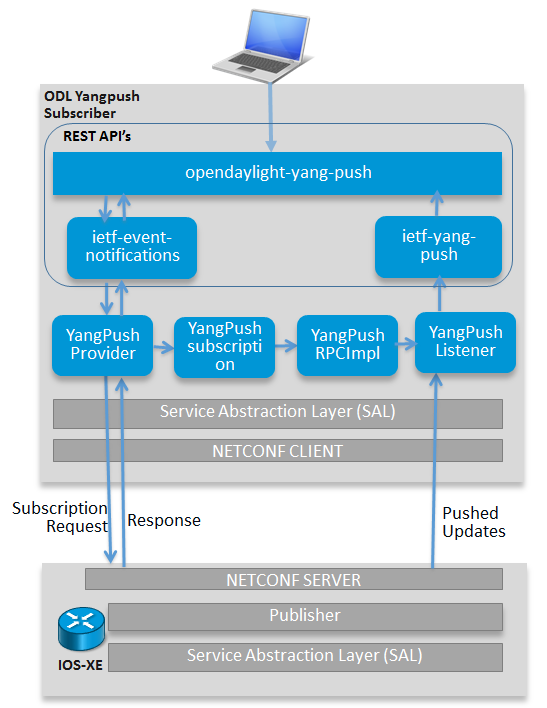 ODL Yangpush
Subscriber
REST API's
opendaylight-yang-push
ietf-event-
notifications
ietf-yang-
push
YangPush
Provider
YangPush
subscripti
on
YangPush
RPCImpl
YangPush
Listener
Service Abstraction Layer (SAL)
NETCONF CLIENT
Subscription
Request
Response
Pushed
Updates
NETCONF SERVER
Publisher
IOS-XE
Service Abstraction Layer (SAL)